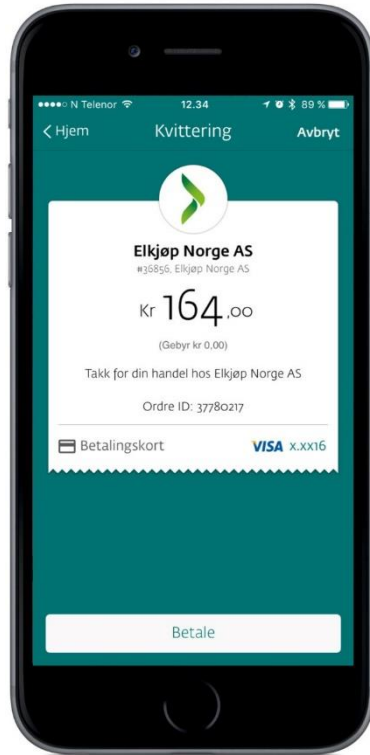 N Telenor 12.34 89 %
Hjem Kvittering Avbryt
Elkjøp Norge AS
#36856, Elkjøp Norge AS
Kr 164,00
(Gebyr kr 0,00)
Takk for din handel hos Elkjøp Norge AS
Ordre ID: 37780217
Betalingskort VISA x.xx16
Betale